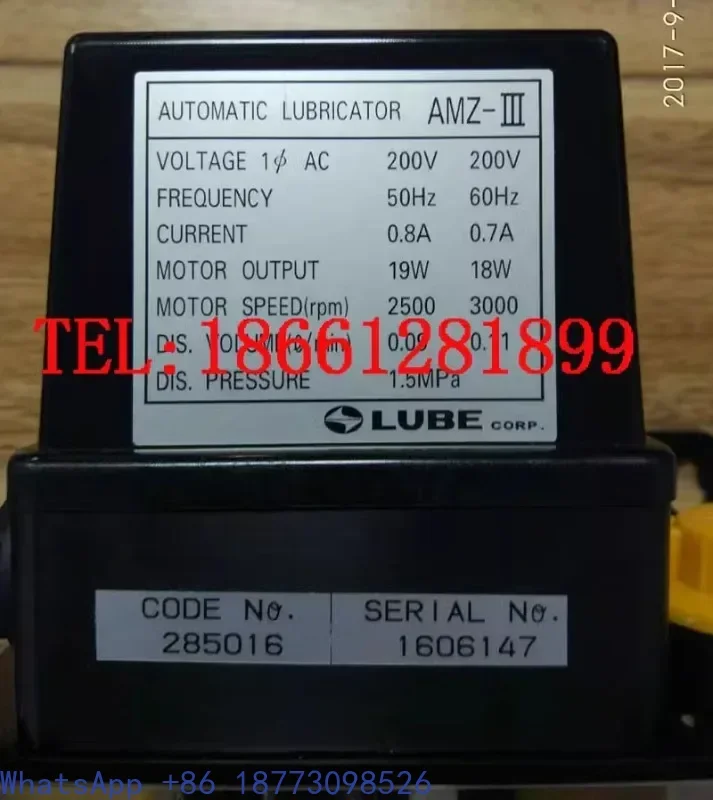 2017-9-
AUTOMATIC LUBRICATOR AMZ-III
VOLTAGE 1φ AC 200V 200V
FREQUENCY 50Hz 60Hz
CURRENT 0.8A 0.7A
MOTOR OUTPUT 19W 18W
MOTOR SPEED(rpm) 2500 3000
TEL: 18661281899
DIS. VOLUME(ℓ/min) 0.09 0.11
DIS. PRESSURE 1.5MPa
LUBE CORP.
CODE No. SERIAL No.
285016 1606147
WhatsApp +86 18773098526